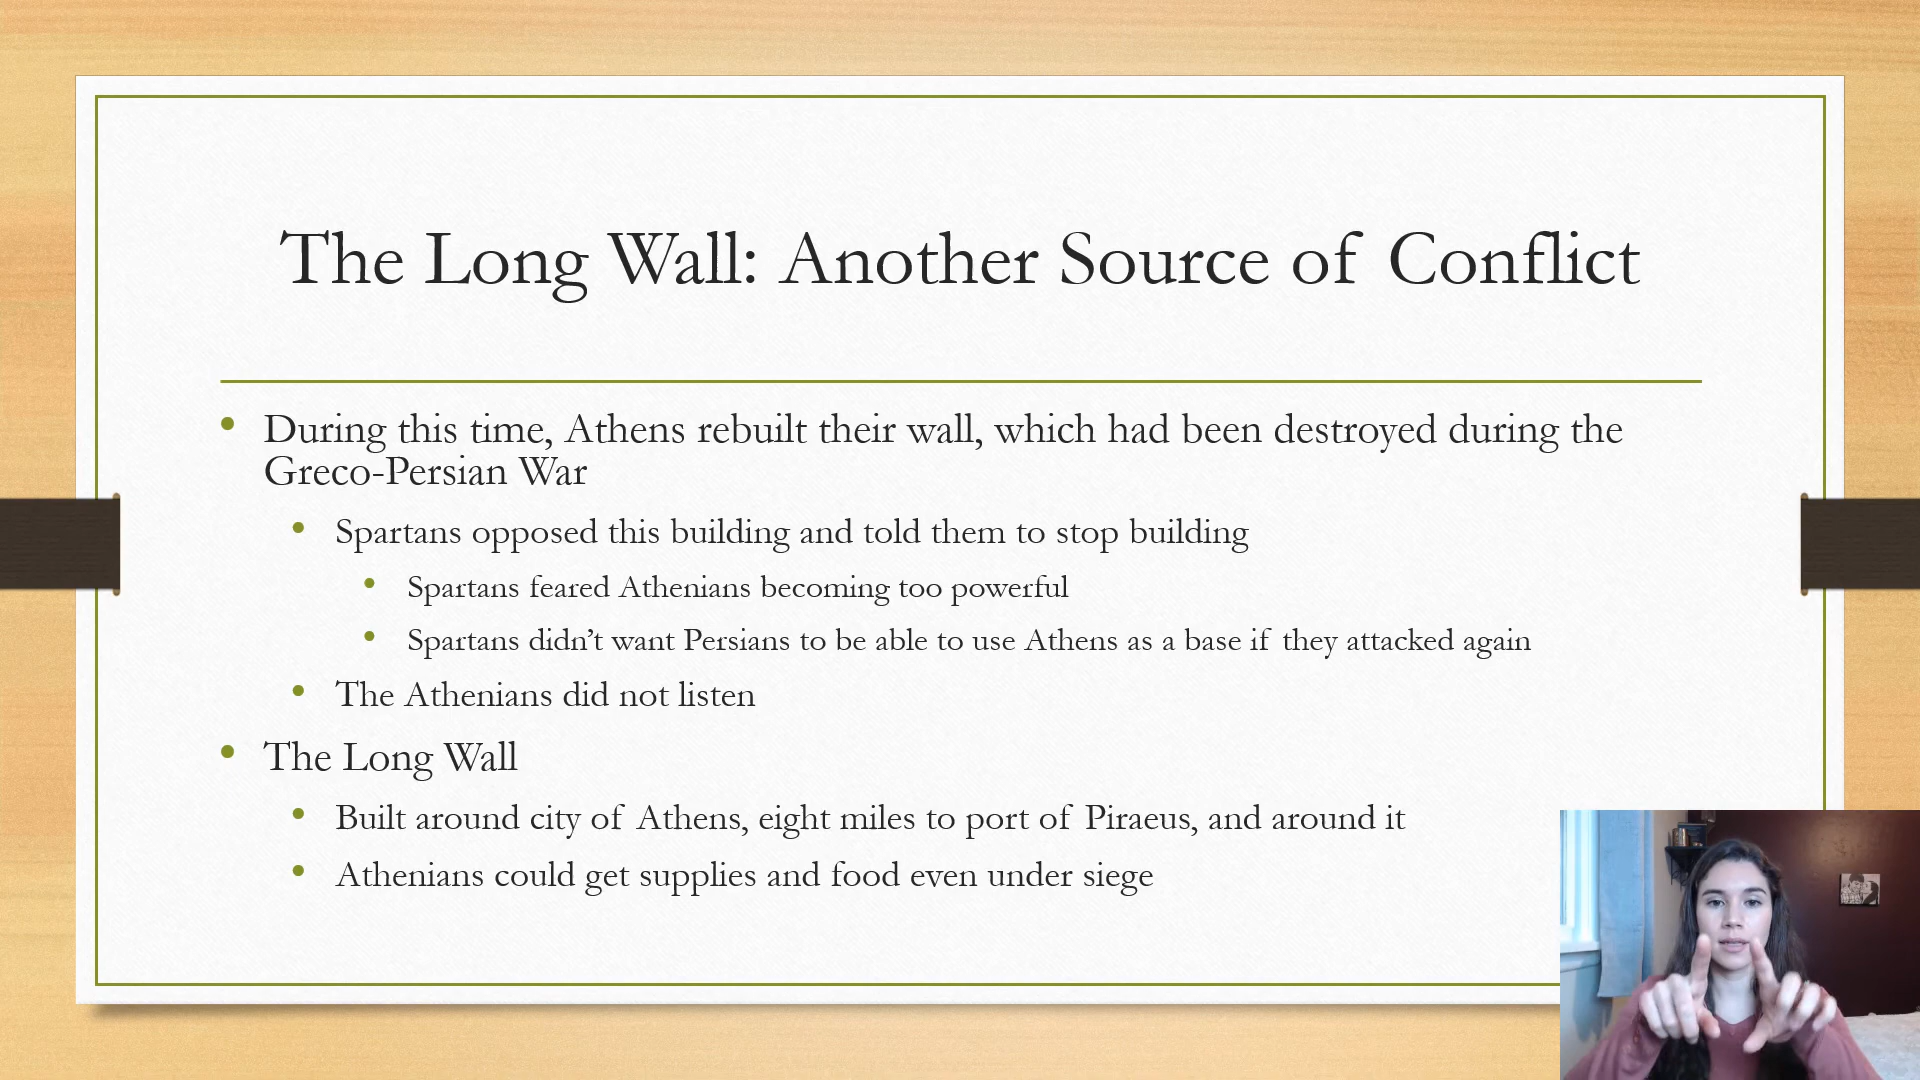 The Long Wall: Another Source of Conflict
• During this time, Athens rebuilt their wall, which had been destroyed during the
Greco-Persian War
• Spartans opposed this building and told them to stop building
• Spartans feared Athenians becoming too powerful
• Spartans didn’t want Persians to be able to use Athens as a base if they attacked again
• The Athenians did not listen
• The Long Wall
• Built around city of Athens, eight miles to port of Piraeus, and around it
• Athenians could get supplies and food even under siege